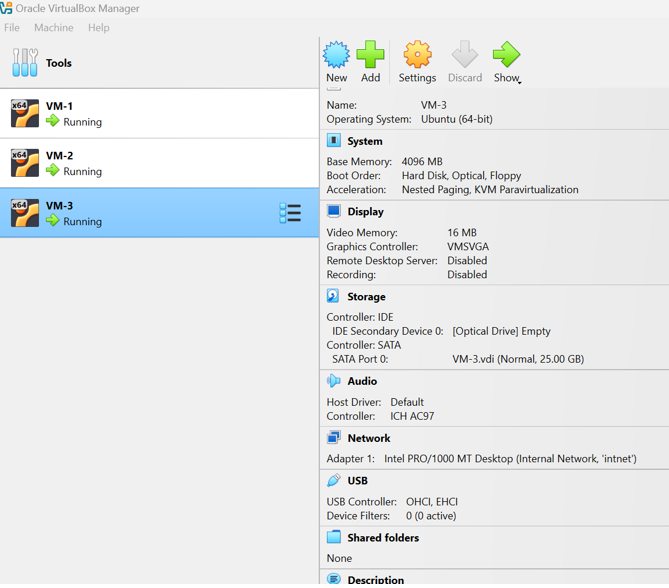 Oracle VirtualBox Manager
File Machine Help
Tools
x64
VM-1
Running
x64
VM-2
Running
x64
VM-3
Running
New Add Settings Discard Show
Name: VM-3
Operating System: Ubuntu (64-bit)
System
Base Memory: 4096 MB
Boot Order: Hard Disk, Optical, Floppy
Acceleration: Nested Paging, KVM Paravirtualization
Display
Video Memory: 16 MB
Graphics Controller: VMSVGA
Remote Desktop Server: Disabled
Recording: Disabled
Storage
Controller: IDE
IDE Secondary Device 0: [Optical Drive] Empty
Controller: SATA
SATA Port 0: VM-3.vdi (Normal, 25.00 GB)
Audio
Host Driver: Default
Controller: ICH AC97
Network
Adapter 1: Intel PRO/1000 MT Desktop (Internal Network, 'intnet')
USB
USB Controller: OHCI, EHCI
Device Filters: 0 (0 active)
Shared folders
None
Description